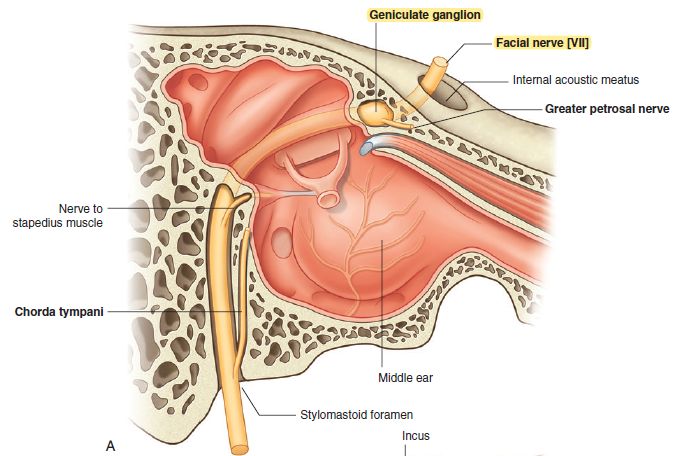 Geniculate ganglion
Facial nerve [VII]
Internal acoustic meatus
Greater petrosal nerve
Nerve to
stapedius muscle
Chorda tympani
Middle ear
Stylomastoid foramen
Incus
A